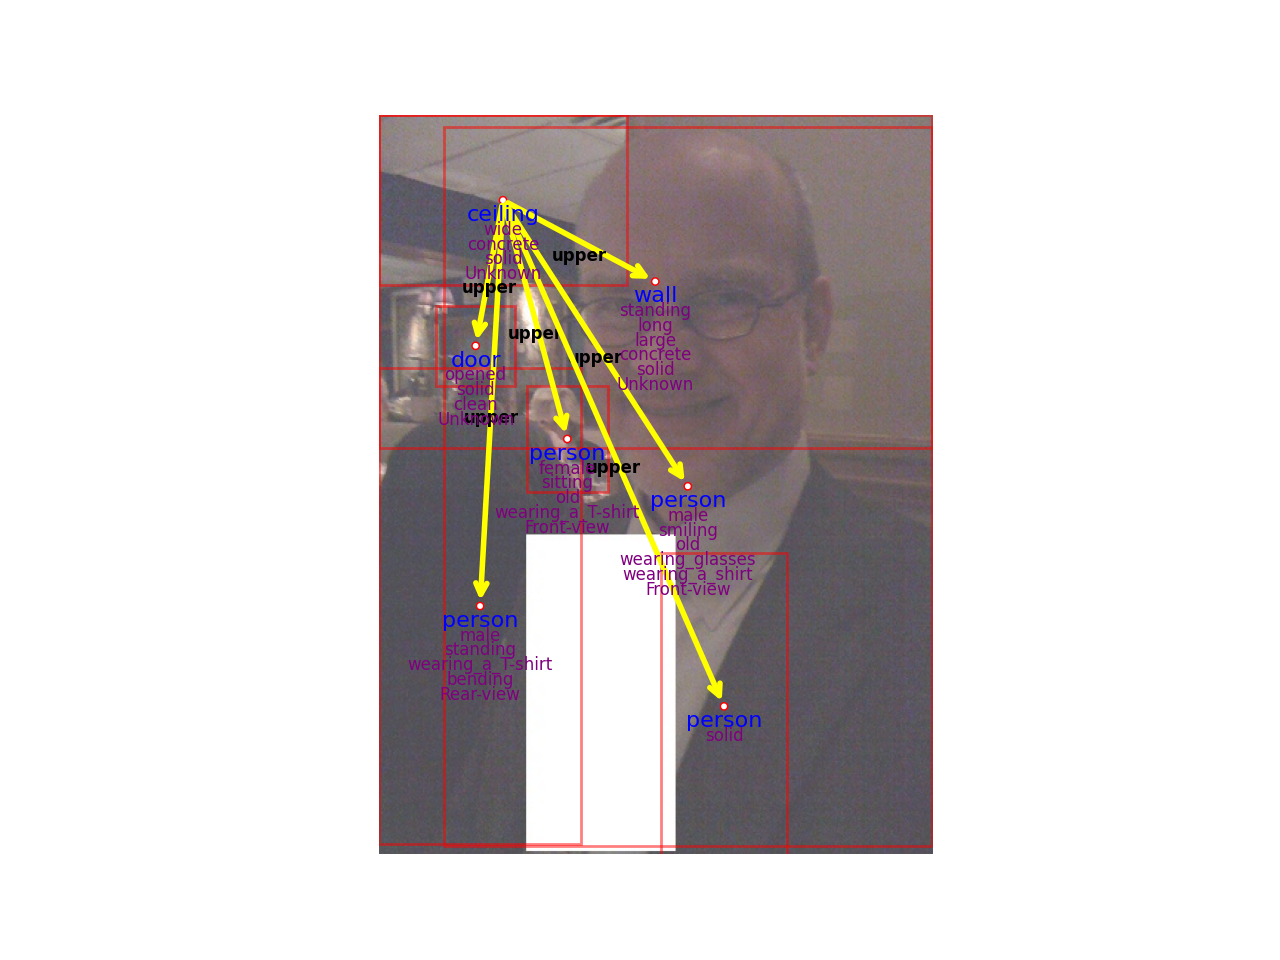 ceiling
wide
concrete
solid
Unknown
upper
upper
wall
standing
long
large
concrete
solid
Unknown
upper
upper
door
opened
solid
clean
Unknown
upper
person
female
sitting
old
wearing_a_T-shirt
Front-view
upper
person
male
smiling
old
wearing_glasses
wearing_a_shirt
Front-view
person
male
standing
wearing_a_T-shirt
bending
Rear-view
person
solid